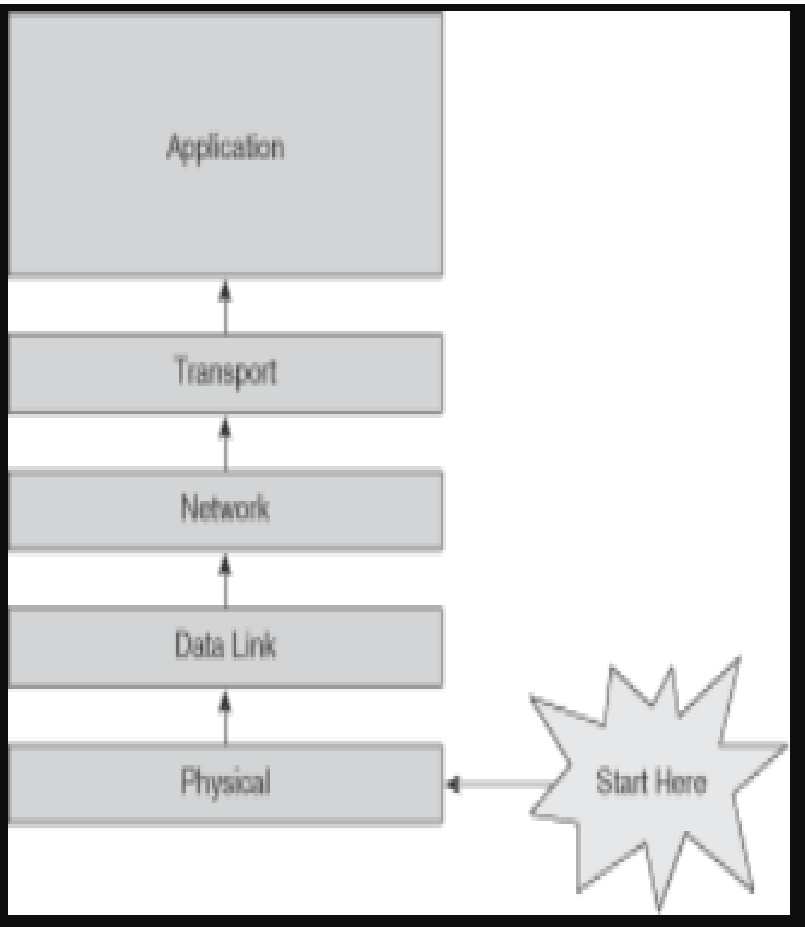 Application
Transport
Network
Data Link
Physical
Start Here